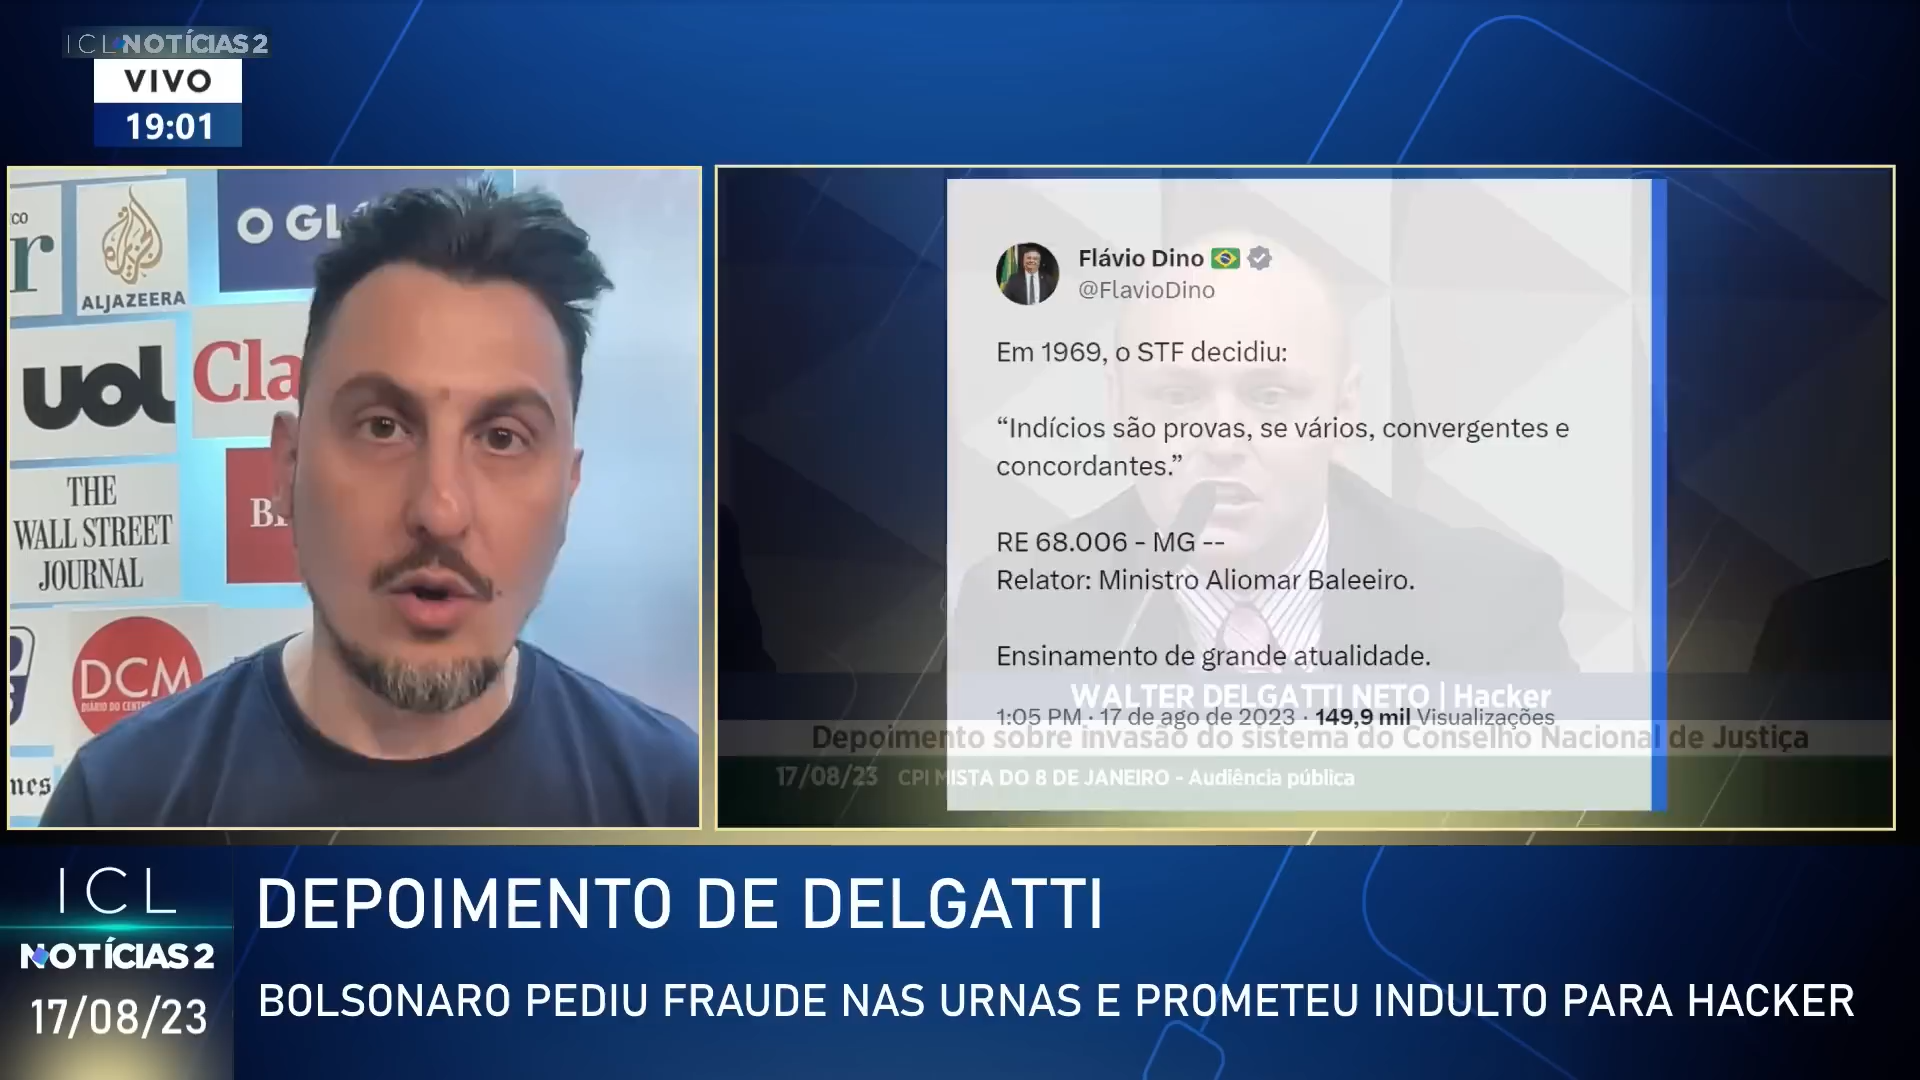 ICL NOTÍCIAS 2
VIVO
19:01
ALJAZEERA
uol
THE
WALL STREET
JOURNAL
DCM
Flávio Dino
@FlavioDino
Em 1969, o STF decidiu:
“Indícios são provas, se vários, convergentes e
concordantes.”
RE 68.006 - MG --
Relator: Ministro Aliomar Baleeiro.
Ensinamento de grande atualidade.
WALTER DELGATTI NETO | Hacker
1:05 PM · 17 de ago de 2023 · 149,9 mil Visualizações
Depoimento sobre invasão do sistema do Conselho Nacional de Justiça
17/08/23 CPI MISTA DO 8 DE JANEIRO - Audiência pública
ICL
NOTÍCIAS 2
17/08/23
DEPOIMENTO DE DELGATTI
BOLSONARO PEDIU FRAUDE NAS URNAS E PROMETEU INDULTO PARA HACKER